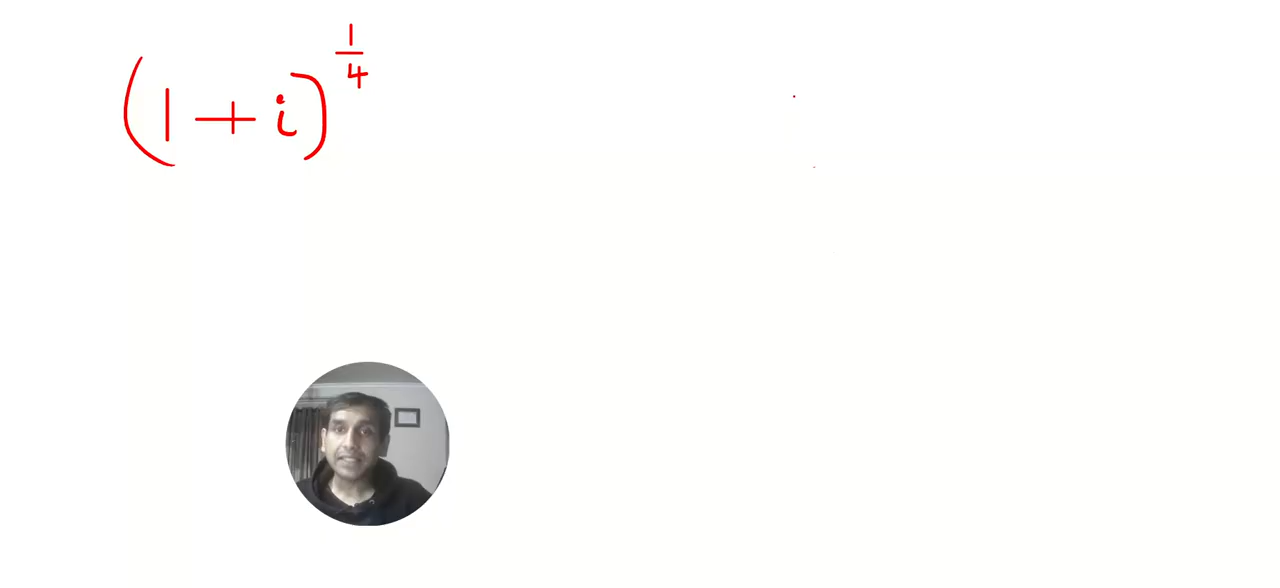 (1 + i)^{1/4}